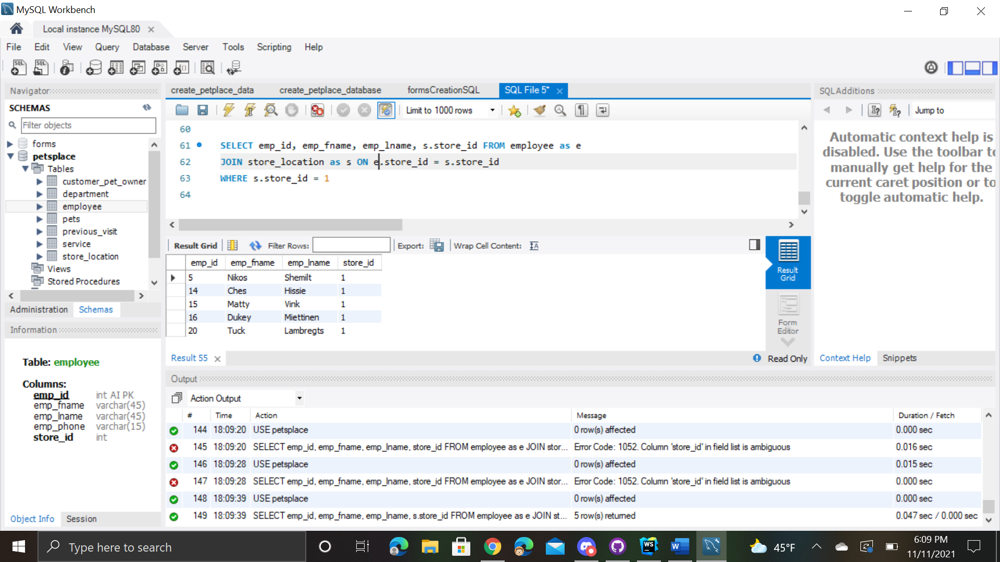 MySQL Workbench
Local instance MySQL80
File Edit View Query Database Server Tools Scripting Help
Navigator
SCHEMAS
Filter objects
forms
petsplace
Tables
customer_pet_owner
department
employee
pets
previous_visit
service
store_location
Views
Stored Procedures
Administration Schemas
Information
Table: employee
Columns:
emp_id int AI PK
emp_fname varchar(45)
emp_lname varchar(45)
emp_phone varchar(15)
store_id int
Object Info Session
create_petplace_data create_petplace_database formsCreationSQL SQL File 5*
Limit to 1000 rows
60
61 SELECT emp_id, emp_fname, emp_lname, s.store_id FROM employee as e
62 JOIN store_location as s ON e.store_id = s.store_id
63 WHERE s.store_id = 1
64
Result Grid Filter Rows: Export: Wrap Cell Content:
emp_id emp_fname emp_lname store_id
5 Nikos Shemilt 1
14 Ches Hissie 1
15 Matty Vink 1
16 Dukey Miettinen 1
20 Tuck Lambregts 1
Result
Grid
Form
Editor
Result 55
Read Only
SQLAdditions
Jump to
Automatic context help is
disabled. Use the toolbar to
manually get help for the
current caret position or to
toggle automatic help.
Context Help Snippets
Output
Action Output
# Time Action Message Duration / Fetch
144 18:09:20 USE petsplace 0 row(s) affected 0.000 sec
145 18:09:20 SELECT emp_id, emp_fname, emp_lname, store_id FROM employee as e JOIN stor... Error Code: 1052. Column 'store_id' in field list is ambiguous 0.016 sec
146 18:09:28 USE petsplace 0 row(s) affected 0.015 sec
147 18:09:28 SELECT emp_id, emp_fname, emp_lname, store_id FROM employee as e JOIN stor... Error Code: 1052. Column 'store_id' in field list is ambiguous 0.000 sec
148 18:09:39 USE petsplace 0 row(s) affected 0.000 sec
149 18:09:39 SELECT emp_id, emp_fname, emp_lname, s.store_id FROM employee as e JOIN st... 5 row(s) returned 0.047 sec / 0.000 sec
Type here to search
WS
W
45°F
6:09 PM
11/11/2021